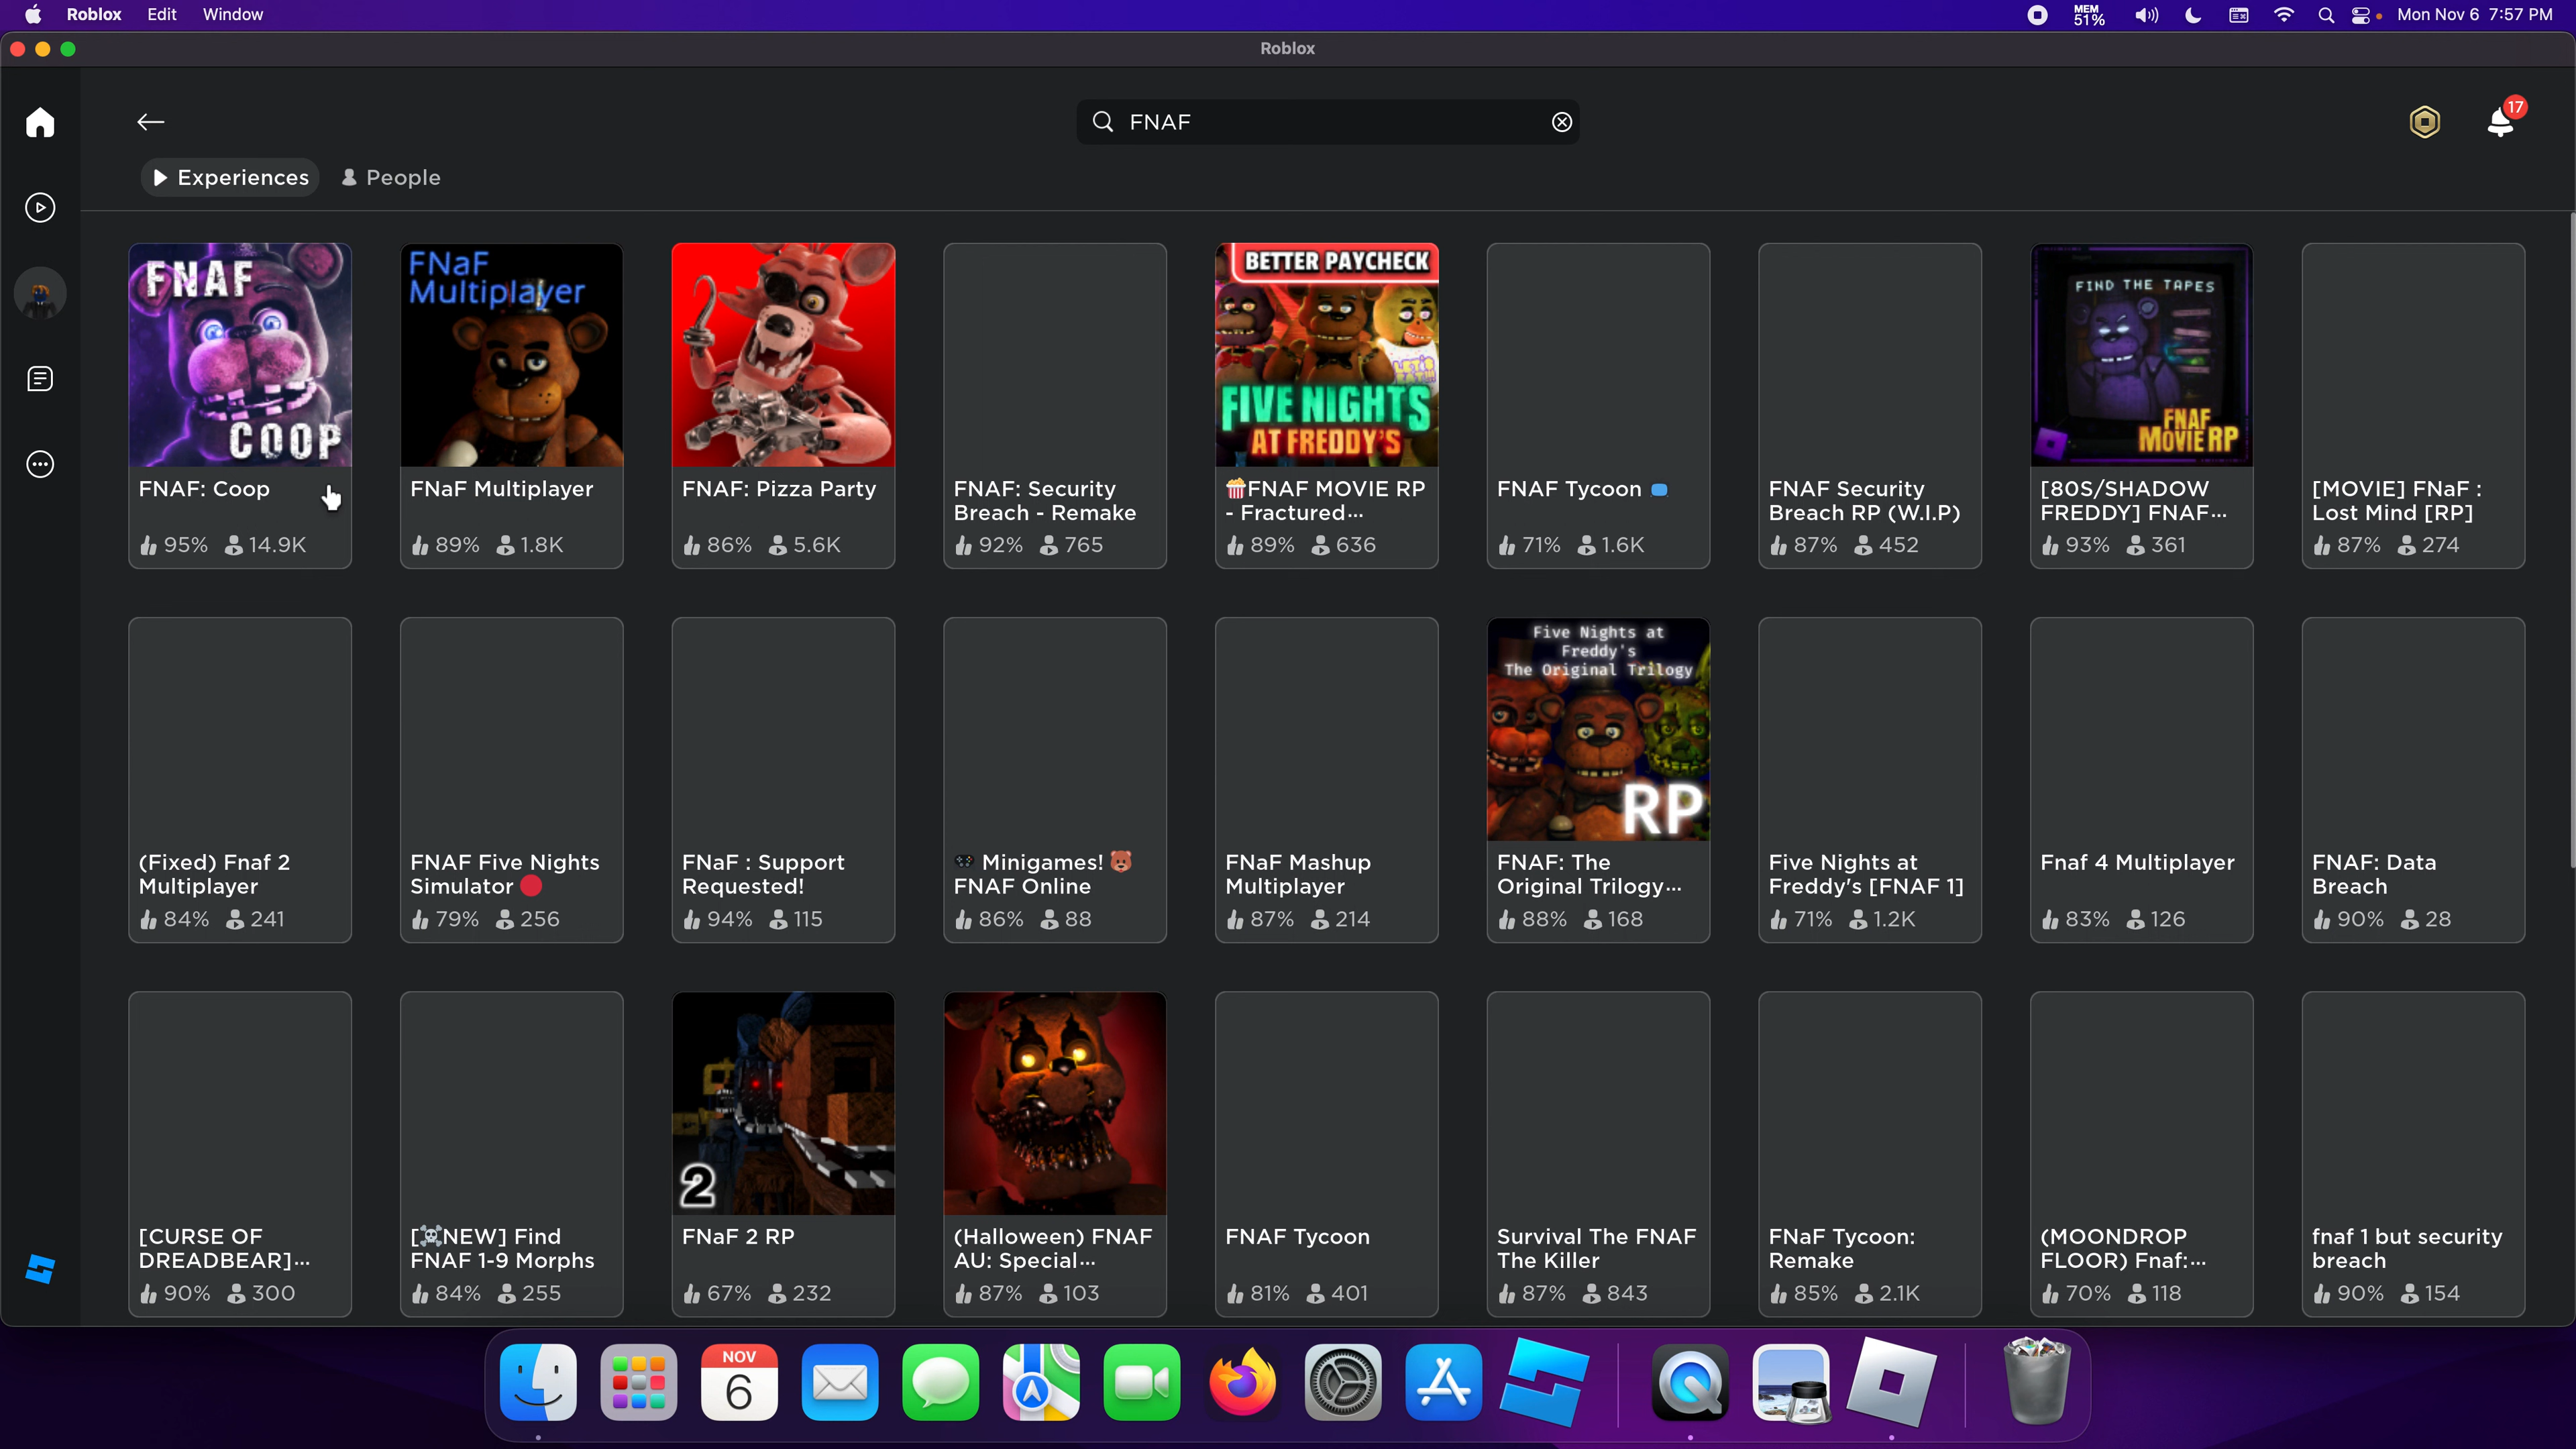 Roblox Edit Window
MEM
51%
Mon Nov 6 7:57 PM
Roblox
FNAF
17
Experiences People
FNAF
COOP
FNAF: Coop
95% 14.9K
FNaF
Multiplayer
FNaF Multiplayer
89% 1.8K
FNAF: Pizza Party
86% 5.6K
FNAF: Security
Breach - Remake
92% 765
BETTER PAYCHECK
LET'S
EAT
FIVE NIGHTS
AT FREDDY'S
🍿FNAF MOVIE RP
- Fractured...
89% 636
FNAF Tycoon
71% 1.6K
FNAF Security
Breach RP (W.I.P)
87% 452
FIND THE TAPES
FNAF
MOVIE RP
[80S/SHADOW
FREDDY] FNAF...
93% 361
[MOVIE] FNaF :
Lost Mind [RP]
87% 274
(Fixed) Fnaf 2
Multiplayer
84% 241
FNAF Five Nights
Simulator 🔴
79% 256
FNaF : Support
Requested!
94% 115
🎮 Minigames! 🐻
FNAF Online
86% 88
FNaF Mashup
Multiplayer
87% 214
Five Nights at
Freddy's
The Original Trilogy
RP
FNAF: The
Original Trilogy...
88% 168
Five Nights at
Freddy's [FNAF 1]
71% 1.2K
Fnaf 4 Multiplayer
83% 126
FNAF: Data
Breach
90% 28
[CURSE OF
DREADBEAR]...
90% 300
[☠️NEW] Find
FNAF 1-9 Morphs
84% 255
2
FNaF 2 RP
67% 232
(Halloween) FNAF
AU: Special...
87% 103
FNAF Tycoon
81% 401
Survival The FNAF
The Killer
87% 843
FNaF Tycoon:
Remake
85% 2.1K
(MOONDROP
FLOOR) Fnaf:...
70% 118
fnaf 1 but security
breach
90% 154
NOV
6